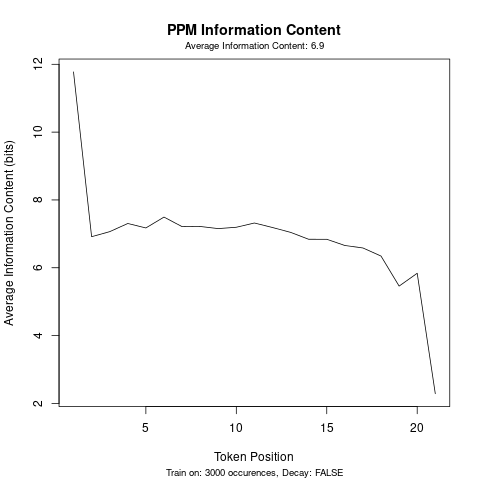 PPM Information Content
Average Information Content: 6.9
Average Information Content (bits)
12
10
8
6
4
2
5 10 15 20
Token Position
Train on: 3000 occurences, Decay: FALSE